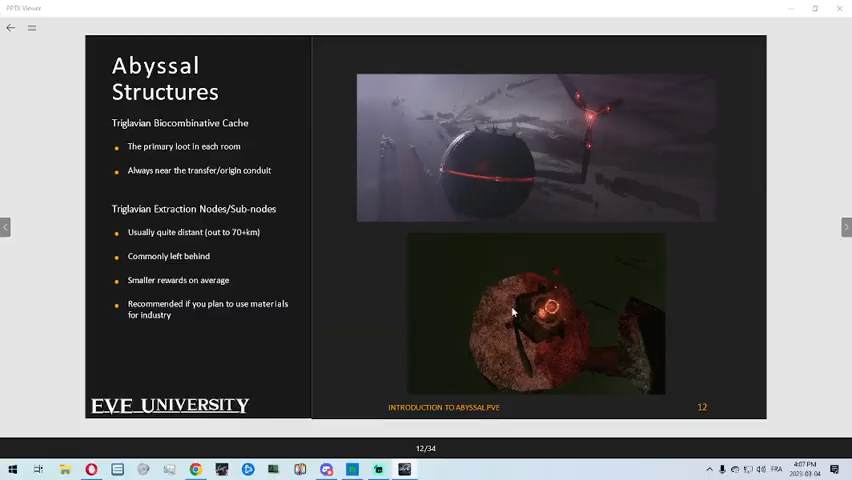 PPTX Viewer
Abyssal
Structures
Triglavian Biocombinative Cache
The primary loot in each room
Always near the transfer/origin conduit
Triglavian Extraction Nodes/Sub-nodes
Usually quite distant (out to 70+km)
Commonly left behind
Smaller rewards on average
Recommended if you plan to use materials
for industry
EVE UNIVERSITY
INTRODUCTION TO ABYSSAL PVE
12
12/34
FRA
4:07 PM
2023-03-04